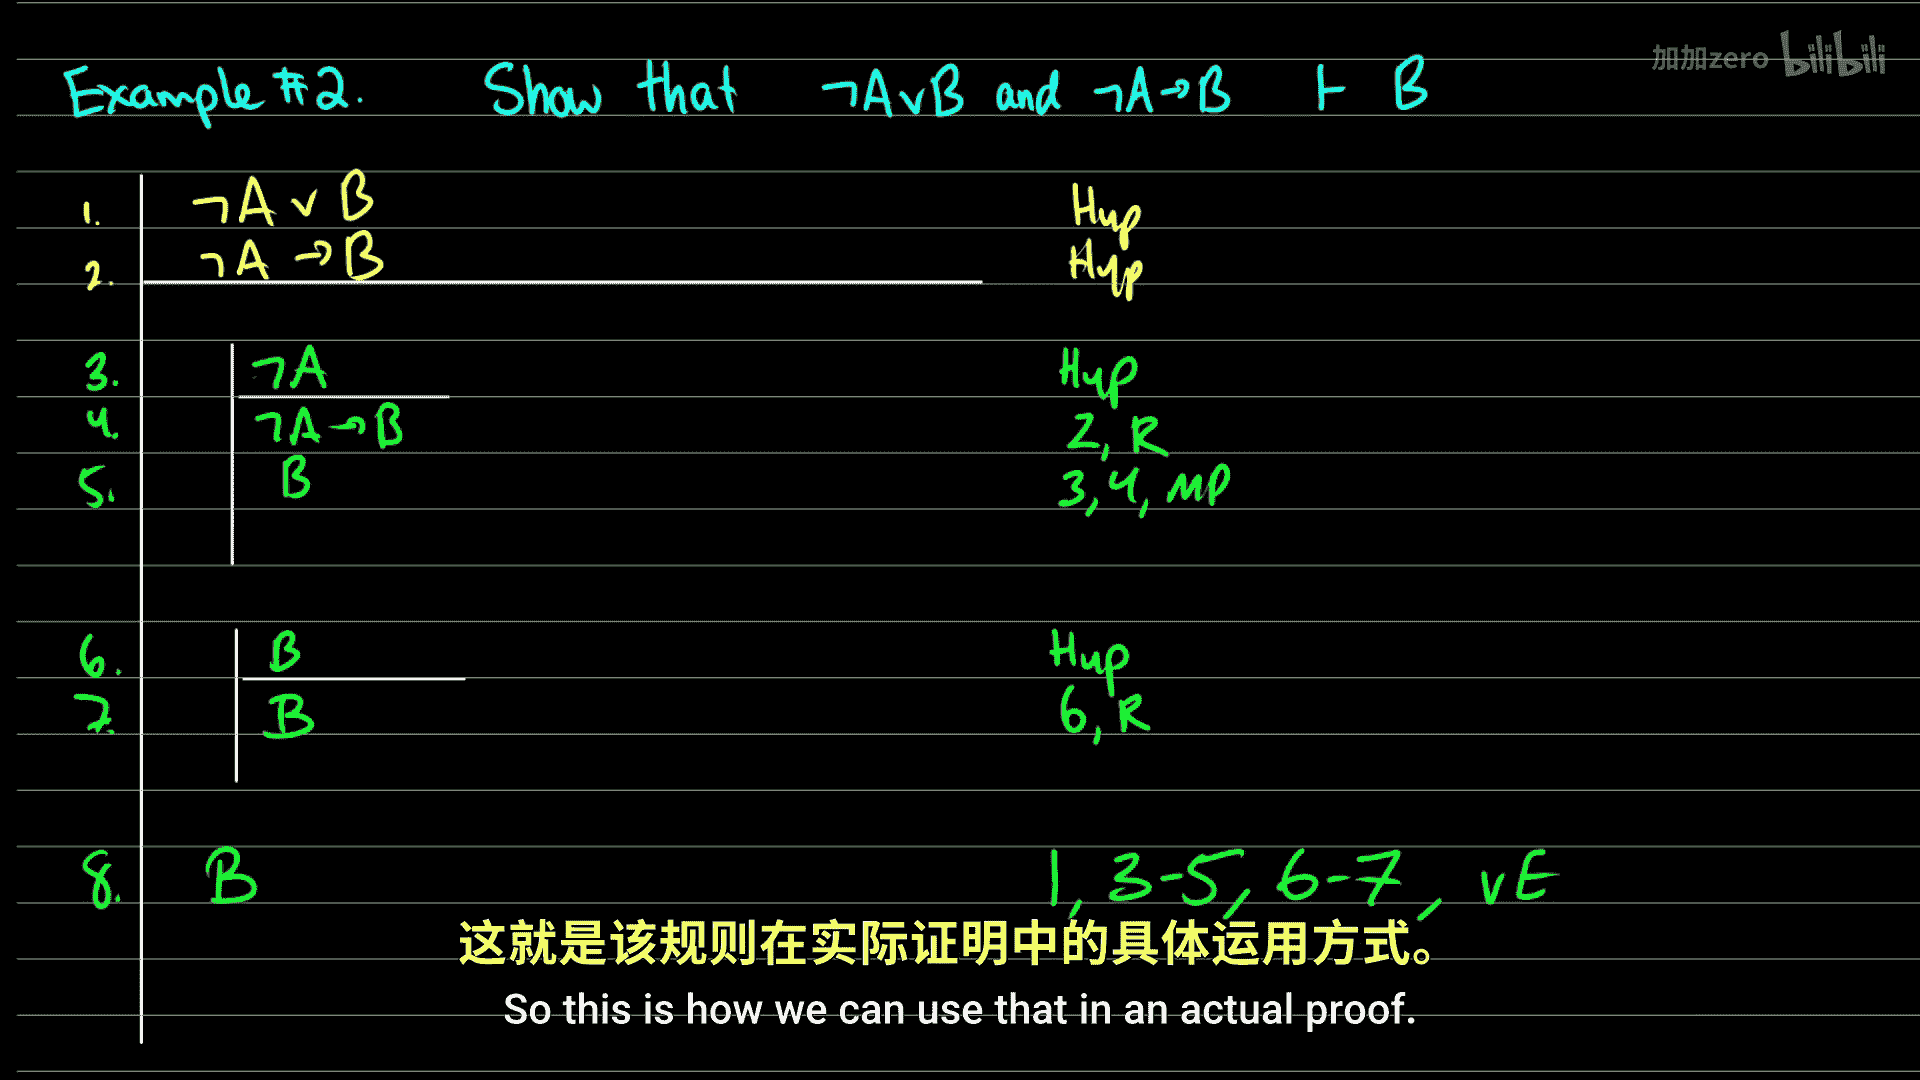 加加zero bilibili
Example #2. Show that ¬A∨B and ¬A→B ⊢ B
1. ¬A ∨ B Hyp
2. ¬A → B Hyp
3. ¬A Hyp
4. ¬A → B 2, R
5. B 3, 4, MP
6. B Hyp
7. B 6, R
8. B 1, 3-5, 6-7, ∨E
这就是该规则在实际证明中的具体运用方式。
So this is how we can use that in an actual proof.